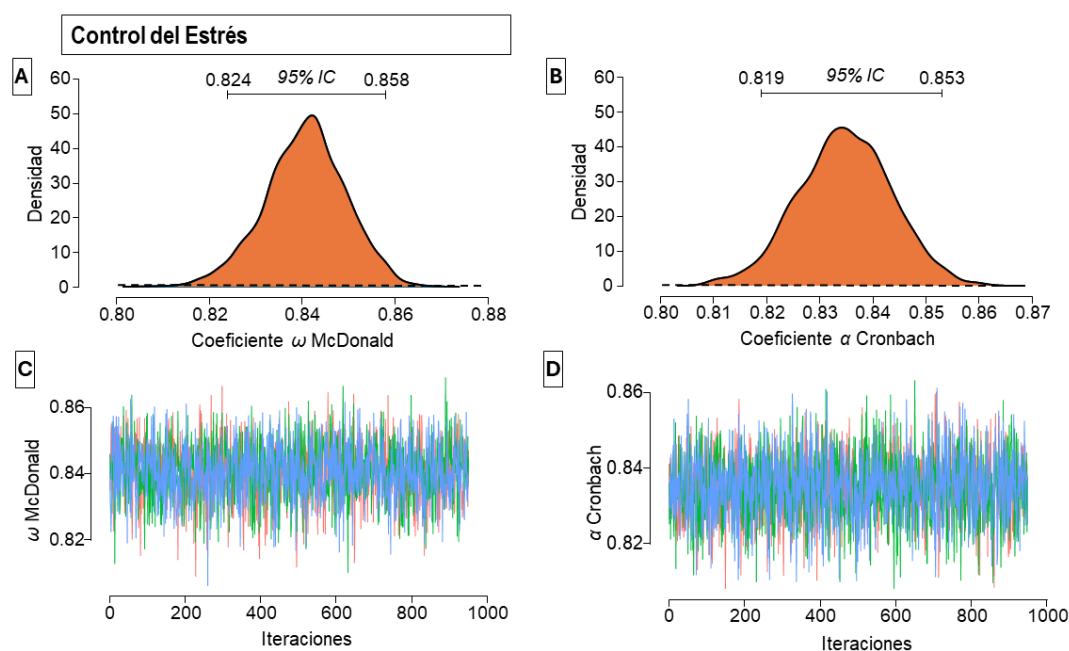 Control del Estrés
A
0.824 95% IC 0.858
60
50
40
30
20
10
0
Densidad
0.80 0.82 0.84 0.86 0.88
Coeficiente ω McDonald
B
0.819 95% IC 0.853
60
50
40
30
20
10
0
Densidad
0.80 0.81 0.82 0.83 0.84 0.85 0.86 0.87
Coeficiente α Cronbach
C
0.86
0.84
0.82
ω McDonald
0 200 400 600 800 1000
Iteraciones
D
0.86
0.84
0.82
α Cronbach
0 200 400 600 800 1000
Iteraciones